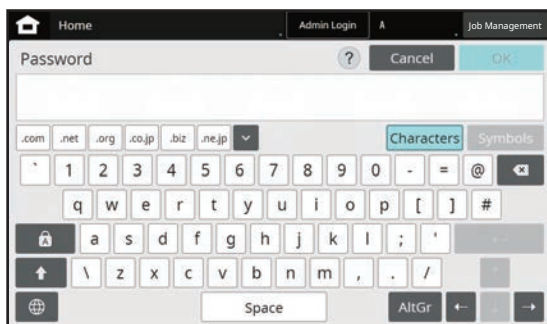 Home Admin Login A Job Management
Password ? Cancel OK
.com .net .org .co.jp .biz .ne.jp Characters Symbols
` 1 2 3 4 5 6 7 8 9 0 - = @
q w e r t y u i o p [ ] #
A a s d f g h j k l ; '
\ z x c v b n m , . /
Space AltGr ← ↓ →